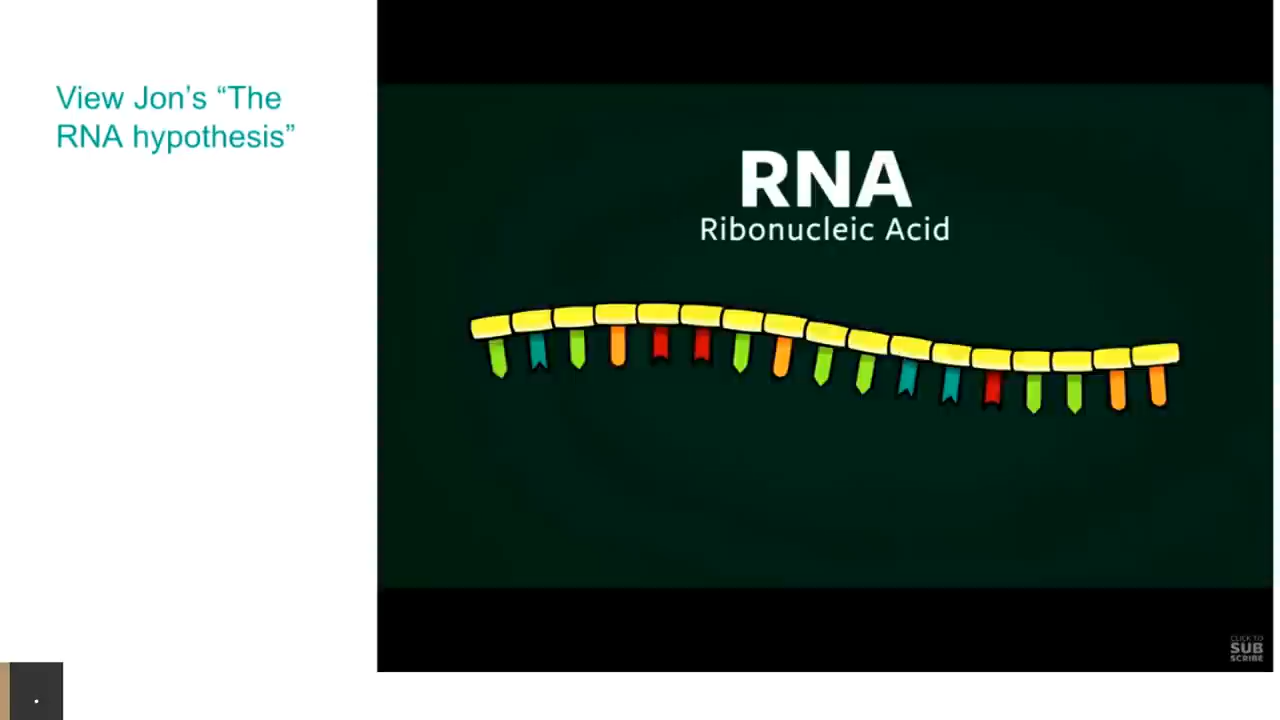 View Jon's “The
RNA hypothesis”
RNA
Ribonucleic Acid
CLICK TO
SUB
SCRIBE